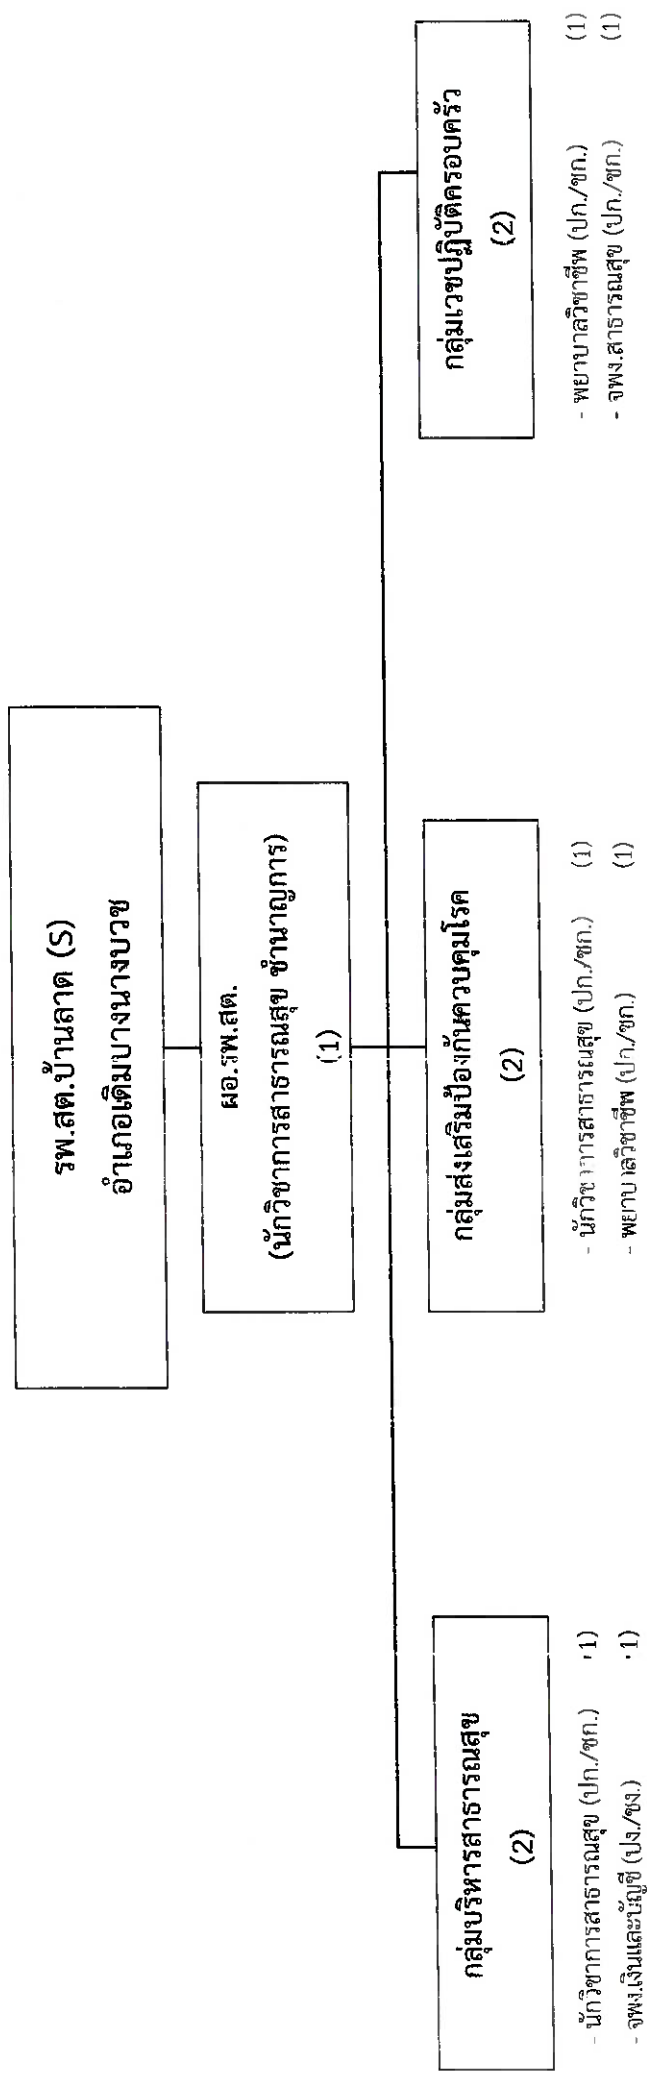 รพ.สต.บ้านลาด (S)
อำเภอเดิมบางนางบวช
ผอ.รพ.สต.
(นักวิชาการสาธารณสุข ชำนาญการ)
(1)
กลุ่มบริหารสาธารณสุข
(2)
- นักวิชาการสาธารณสุข (ปก./ชก.) (1)
- จพง.เงินและบัญชี (ปง./ชง.) (1)
กลุ่มส่งเสริมป้องกันควบคุมโรค
(2)
- นักวิชาการสาธารณสุข (ปก./ชก.) (1)
- พยาบาลวิชาชีพ (ปก./ชก.) (1)
กลุ่มเวชปฏิบัติครอบครัว
(2)
- พยาบาลวิชาชีพ (ปก./ชก.) (1)
- จพง.สาธารณสุข (ปก./ชก.) (1)